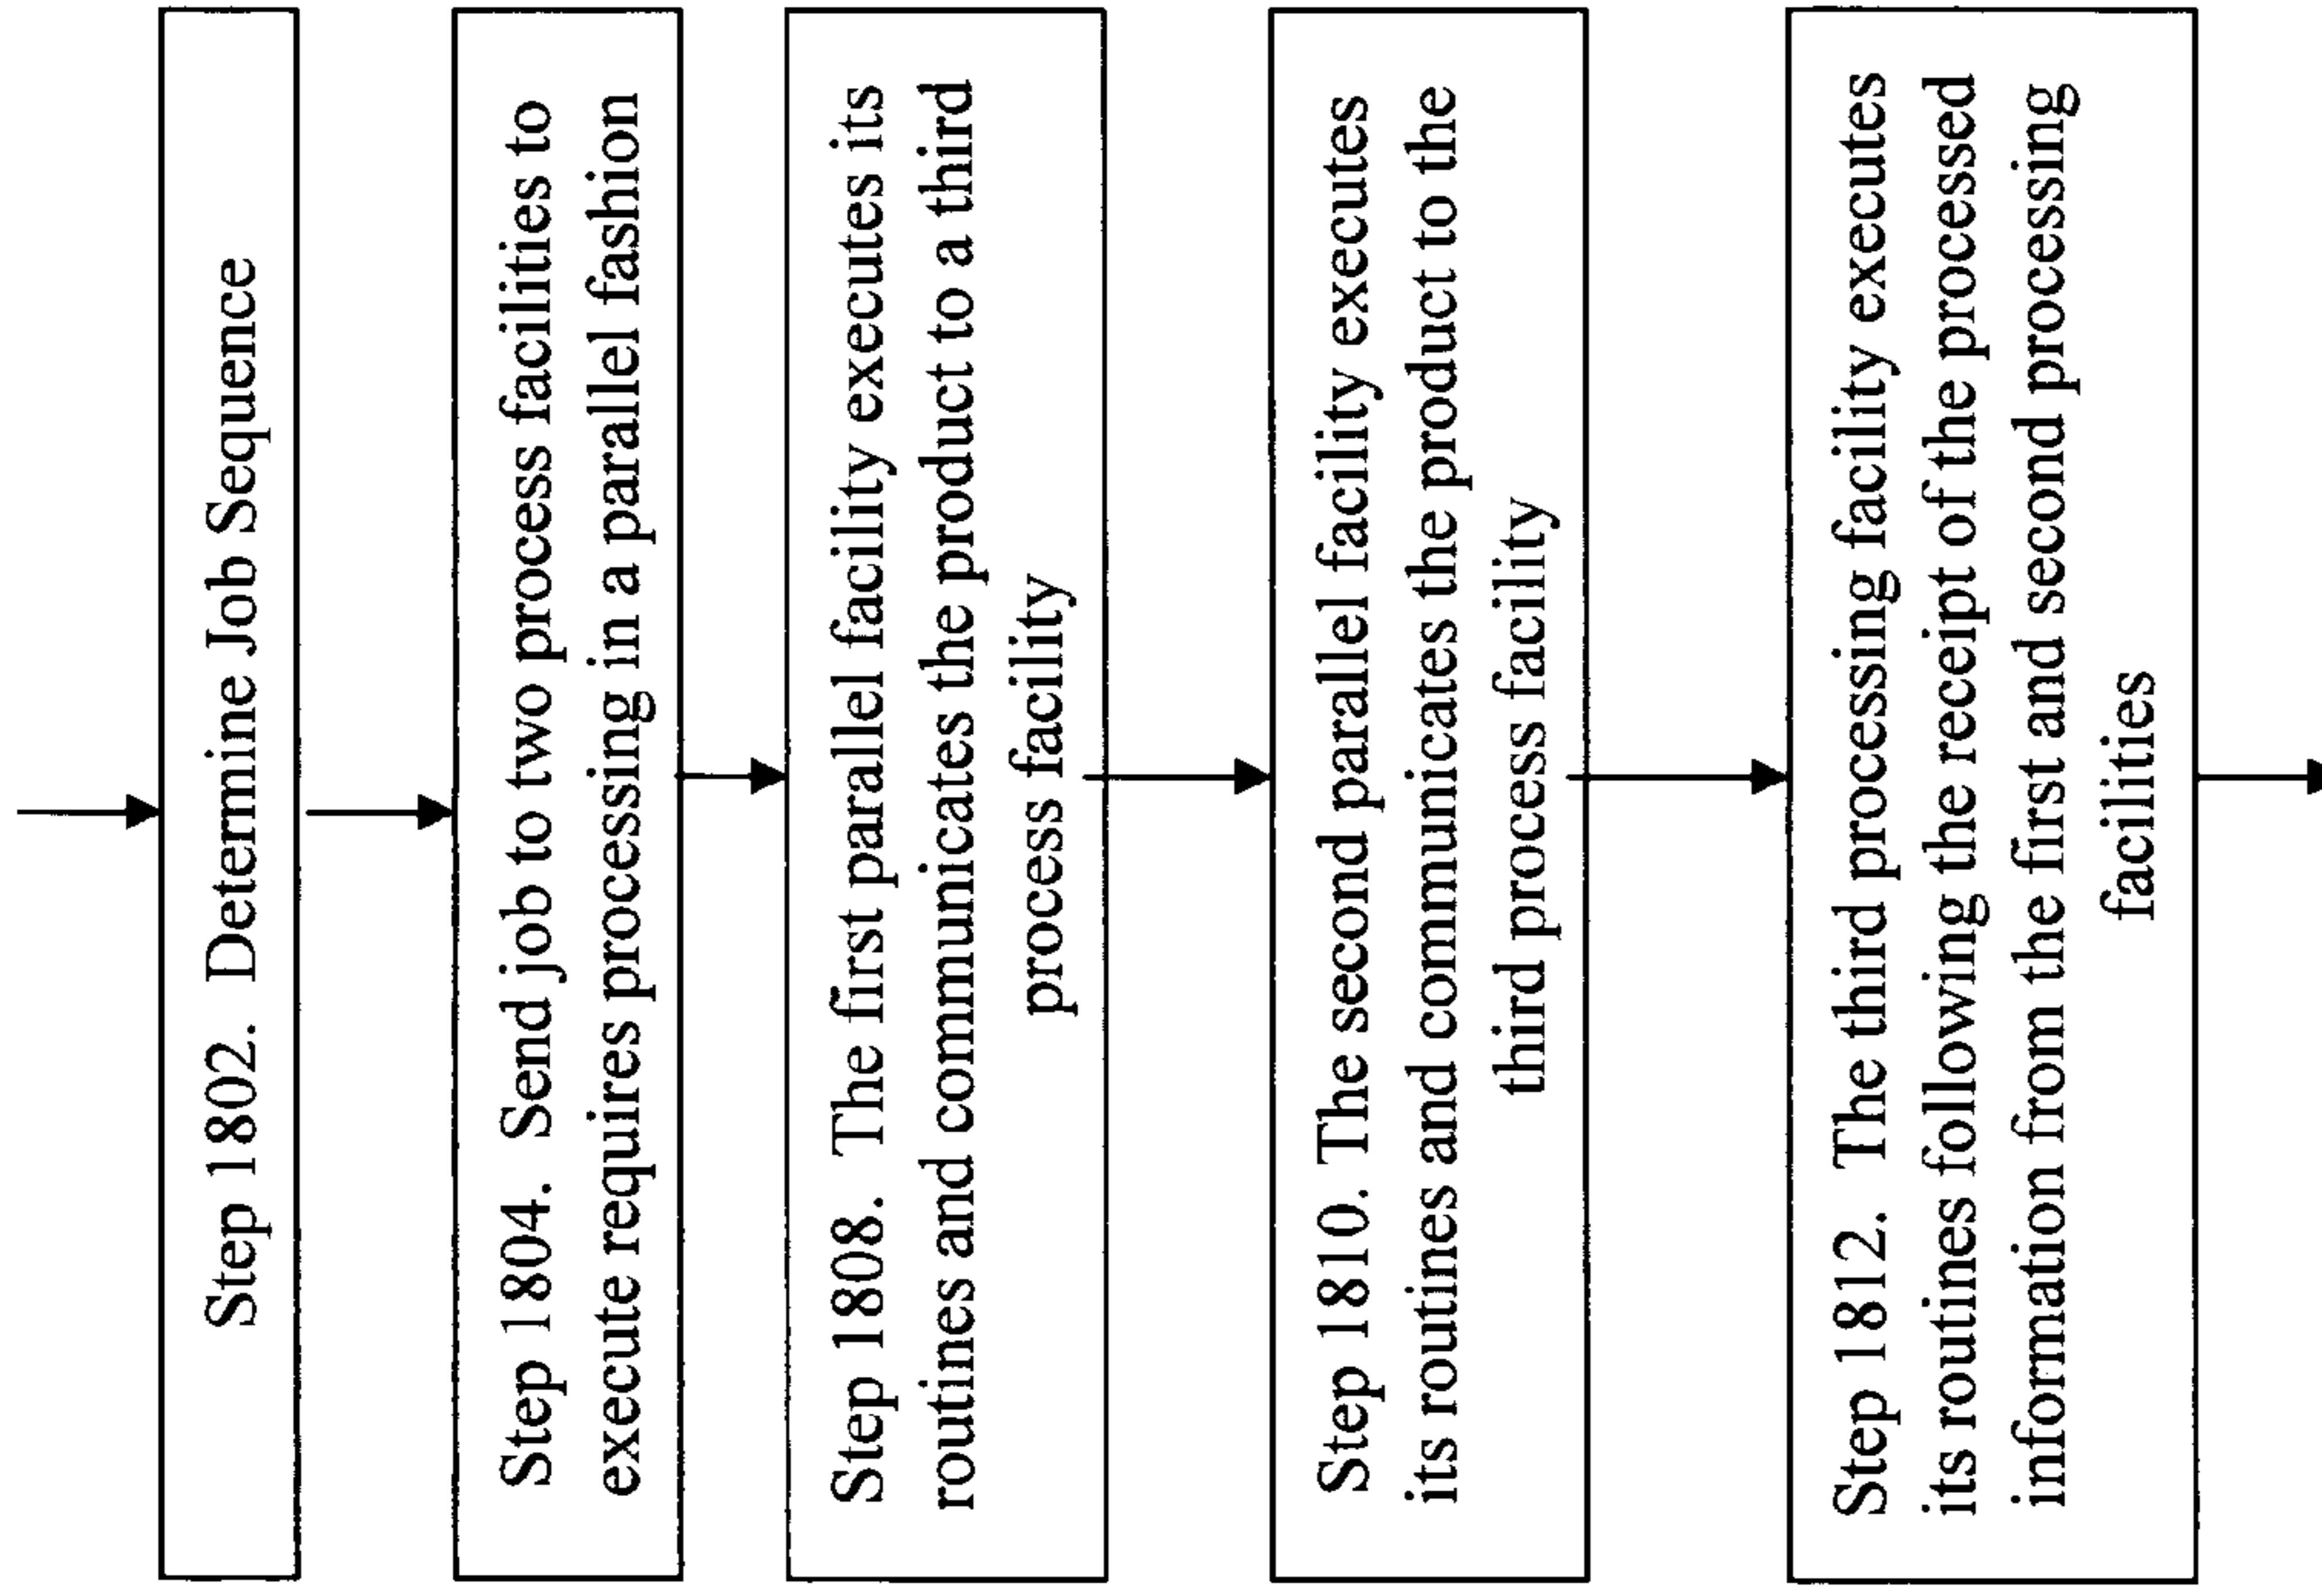 Step 1802. Determine Job Sequence
Step 1804. Send job to two process facilities to
execute requires processing in a parallel fashion
Step 1808. The first parallel facility executes its
routines and communicates the product to a third
process facility
Step 1810. The second parallel facility executes
its routines and communicates the product to the
third process facility
Step 1812. The third processing facility executes
its routines following the receipt of the processed
information from the first and second processing
facilities